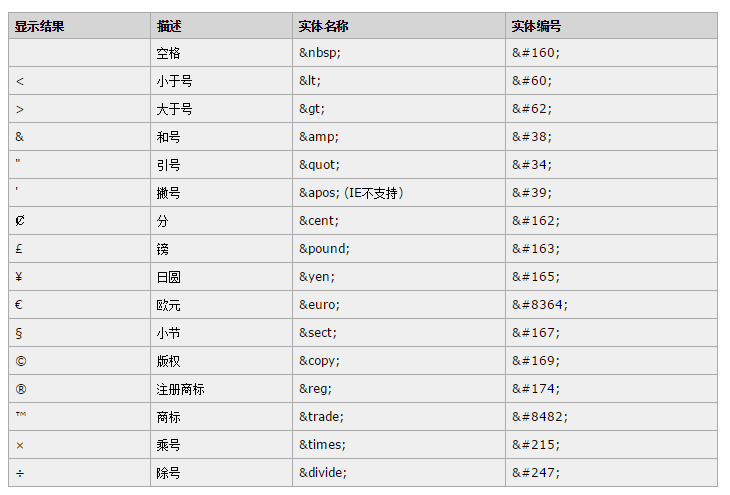 显示结果 描述 实体名称 实体编号
空格 &nbsp; &#160;
< 小于号 &lt; &#60;
> 大于号 &gt; &#62;
& 和号 &amp; &#38;
" 引号 &quot; &#34;
' 撇号 &apos; (IE不支持) &#39;
₡ 分 &cent; &#162;
£ 镑 &pound; &#163;
¥ 日圆 &yen; &#165;
€ 欧元 &euro; &#8364;
§ 小节 &sect; &#167;
© 版权 &copy; &#169;
® 注册商标 &reg; &#174;
™ 商标 &trade; &#8482;
× 乘号 &times; &#215;
÷ 除号 &divide; &#247;